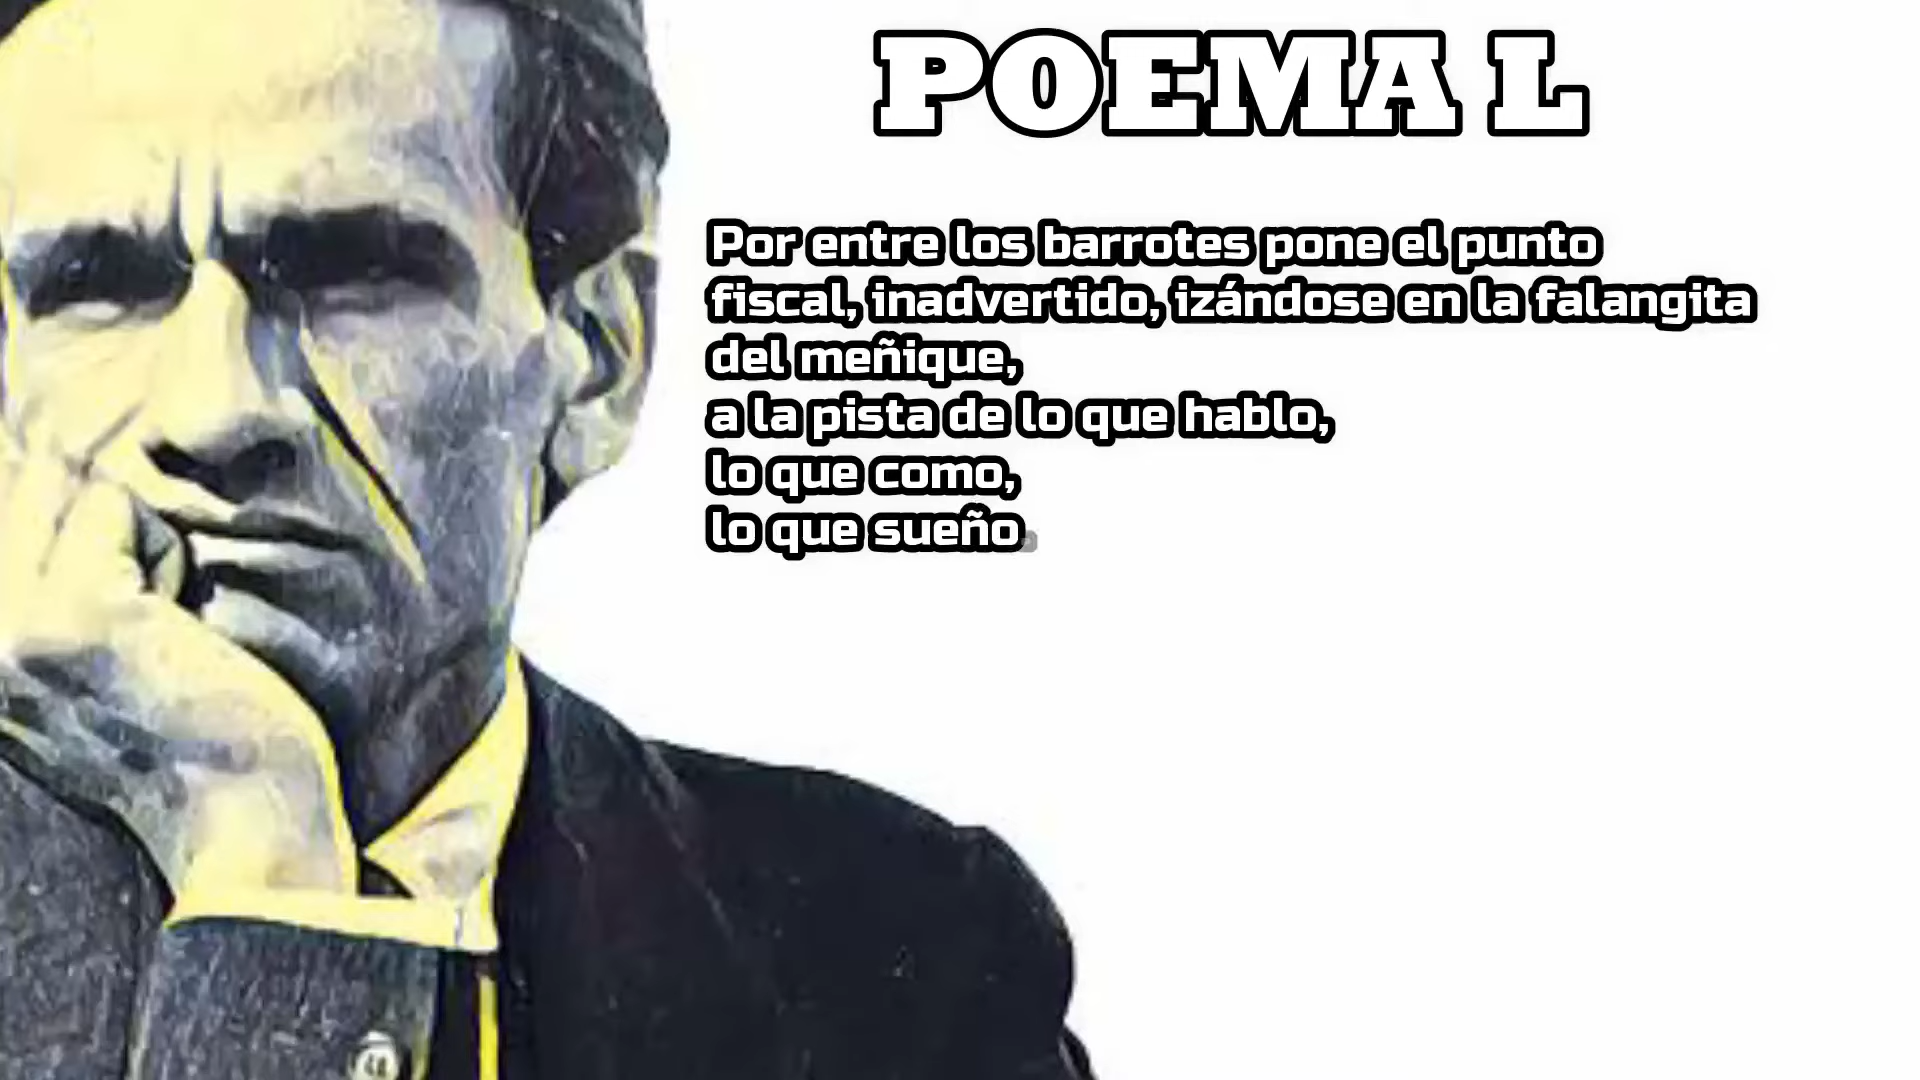 POEMA L
Por entre los barrotes pone el punto
fiscal, inadvertido, izándose en la falangita
del meñique,
a la pista de lo que hablo,
lo que como,
lo que sueño.